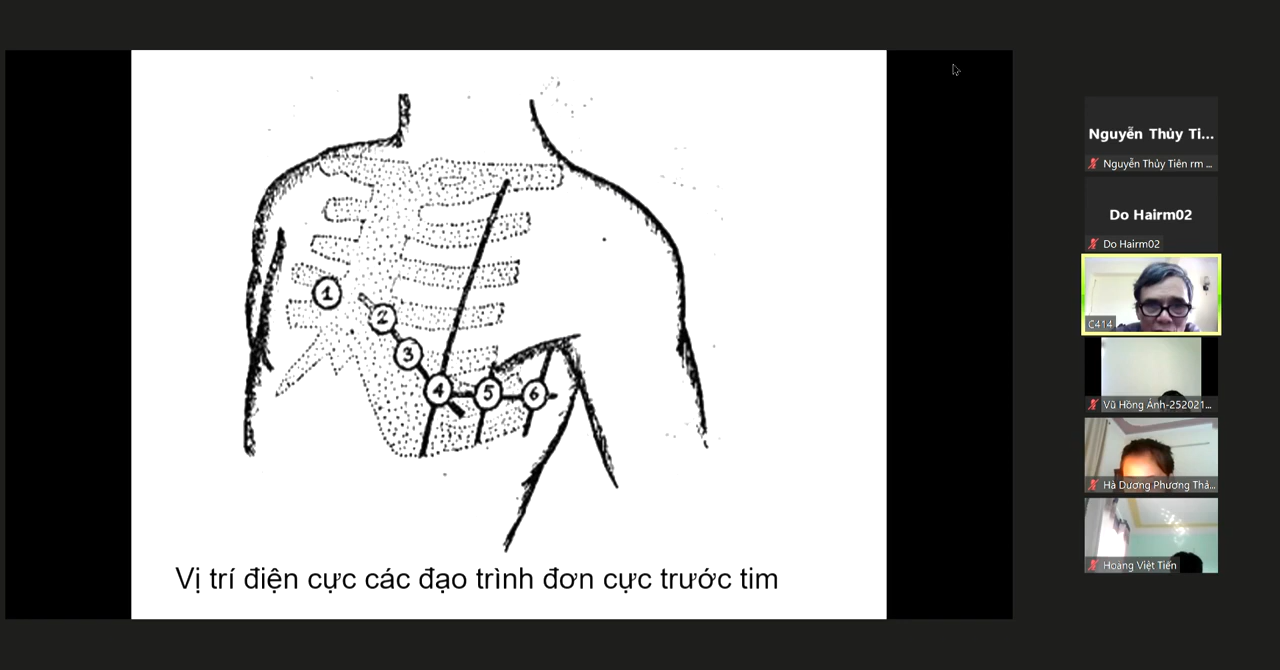 1
2
3
4
5
6
Vị trí điện cực các đạo trình đơn cực trước tim
Nguyễn Thủy Ti...
Nguyễn Thủy Tiên rm ...
Do Hairm02
Do Hairm02
C414
Vũ Hồng Ánh-252021...
Hà Dương Phương Thả...
Hoàng Việt Tiến